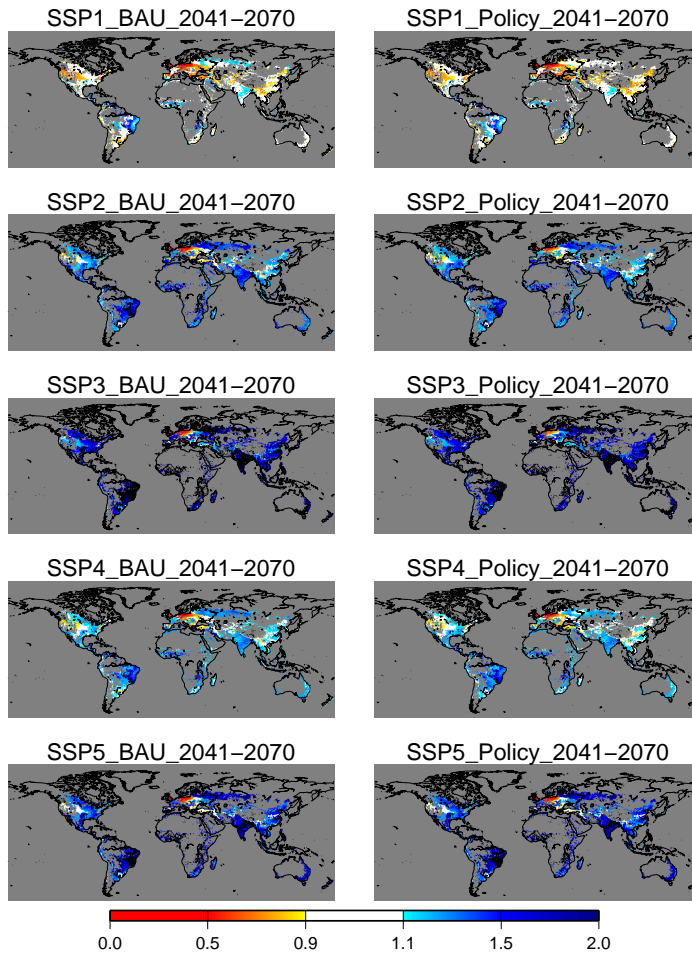 SSP1_BAU_2041−2070 SSP1_Policy_2041−2070
SSP2_BAU_2041−2070 SSP2_Policy_2041−2070
SSP3_BAU_2041−2070 SSP3_Policy_2041−2070
SSP4_BAU_2041−2070 SSP4_Policy_2041−2070
SSP5_BAU_2041−2070 SSP5_Policy_2041−2070
0.0 0.5 0.9 1.1 1.5 2.0